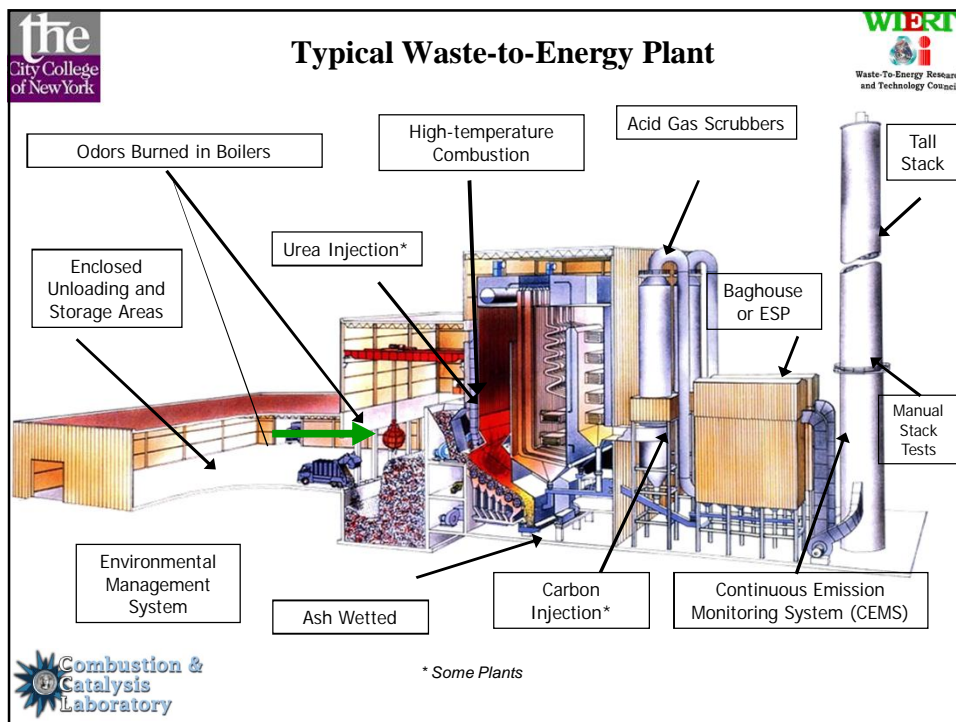 the
City College
of New York
Typical Waste-to-Energy Plant
WTERT
Waste-To-Energy Research
and Technology Council
Odors Burned in Boilers
High-temperature
Combustion
Acid Gas Scrubbers
Tall
Stack
Urea Injection*
Enclosed
Unloading and
Storage Areas
Baghouse
or ESP
Manual
Stack
Tests
Environmental
Management
System
Ash Wetted
Carbon
Injection*
Continuous Emission
Monitoring System (CEMS)
Combustion &
Catalysis
Laboratory
* Some Plants